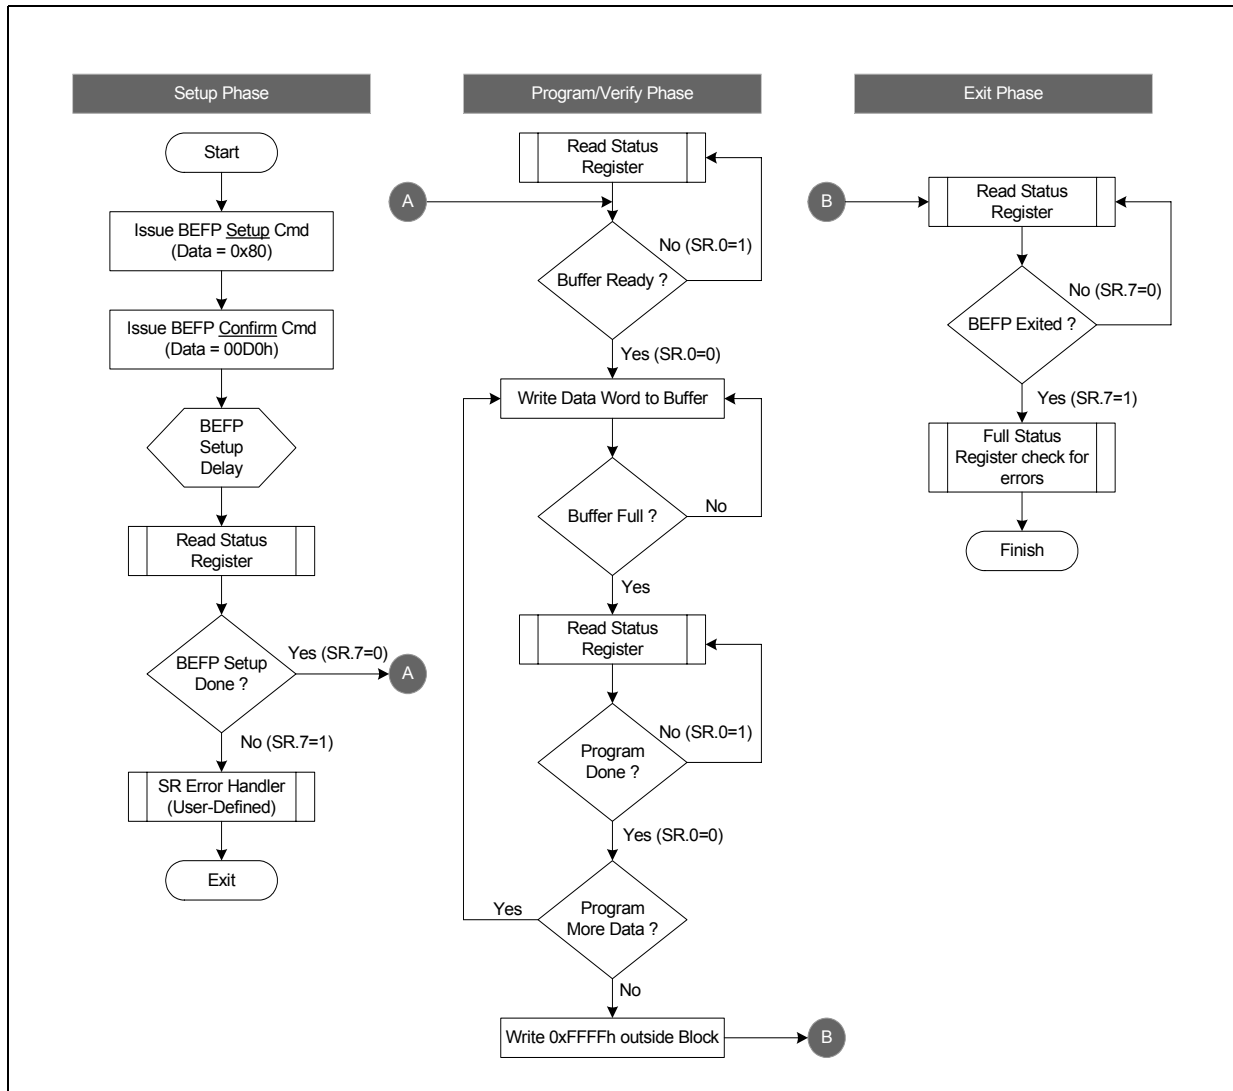 Setup Phase
Start
Issue BEFP Setup Cmd
(Data = 0x80)
Issue BEFP Confirm Cmd
(Data = 00D0h)
BEFP
Setup
Delay
Read Status
Register
BEFP Setup
Done ?
Yes (SR.7=0)
A
No (SR.7=1)
SR Error Handler
(User-Defined)
Exit
Program/Verify Phase
Read Status
Register
A
No (SR.0=1)
Buffer Ready ?
Yes (SR.0=0)
Write Data Word to Buffer
Buffer Full ?
No
Yes
Read Status
Register
No (SR.0=1)
Program
Done ?
Yes (SR.0=0)
Program
More Data ?
Yes
No
Write 0xFFFFh outside Block
B
Exit Phase
B
Read Status
Register
No (SR.7=0)
BEFP Exited ?
Yes (SR.7=1)
Full Status
Register check for
errors
Finish